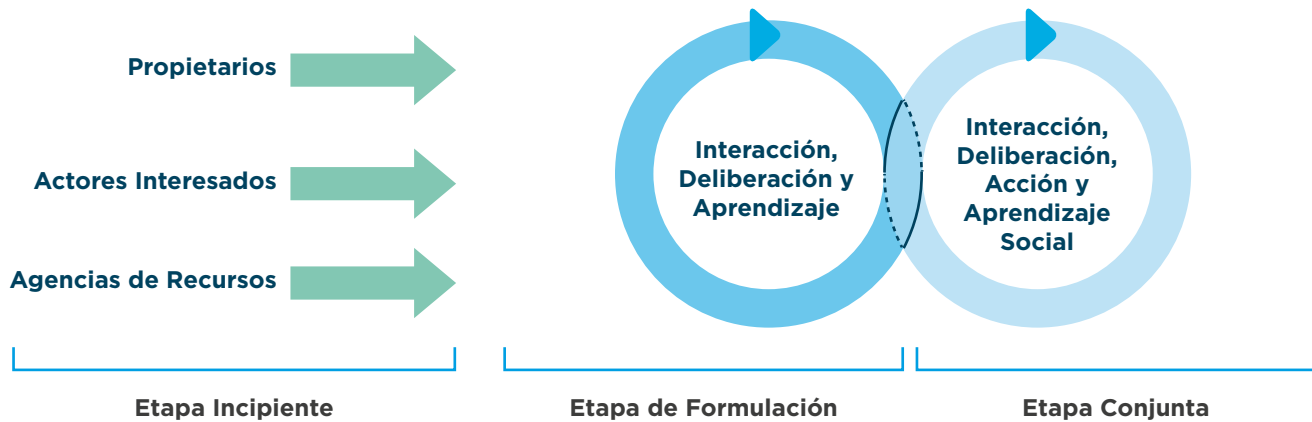 Propietarios
Actores Interesados
Agencias de Recursos
Interacción,
Deliberación y
Aprendizaje
Interacción,
Deliberación,
Acción y
Aprendizaje
Social
Etapa Incipiente
Etapa de Formulación
Etapa Conjunta